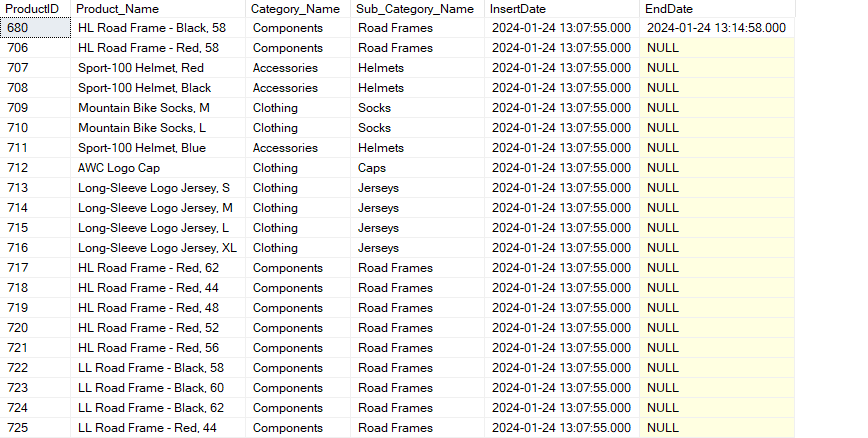 ProductID Product_Name Category_Name Sub_Category_Name InsertDate EndDate
680 HL Road Frame - Black, 58 Components Road Frames 2024-01-24 13:07:55.000 2024-01-24 13:14:58.000
706 HL Road Frame - Red, 58 Components Road Frames 2024-01-24 13:07:55.000 NULL
707 Sport-100 Helmet, Red Accessories Helmets 2024-01-24 13:07:55.000 NULL
708 Sport-100 Helmet, Black Accessories Helmets 2024-01-24 13:07:55.000 NULL
709 Mountain Bike Socks, M Clothing Socks 2024-01-24 13:07:55.000 NULL
710 Mountain Bike Socks, L Clothing Socks 2024-01-24 13:07:55.000 NULL
711 Sport-100 Helmet, Blue Accessories Helmets 2024-01-24 13:07:55.000 NULL
712 AWC Logo Cap Clothing Caps 2024-01-24 13:07:55.000 NULL
713 Long-Sleeve Logo Jersey, S Clothing Jerseys 2024-01-24 13:07:55.000 NULL
714 Long-Sleeve Logo Jersey, M Clothing Jerseys 2024-01-24 13:07:55.000 NULL
715 Long-Sleeve Logo Jersey, L Clothing Jerseys 2024-01-24 13:07:55.000 NULL
716 Long-Sleeve Logo Jersey, XL Clothing Jerseys 2024-01-24 13:07:55.000 NULL
717 HL Road Frame - Red, 62 Components Road Frames 2024-01-24 13:07:55.000 NULL
718 HL Road Frame - Red, 44 Components Road Frames 2024-01-24 13:07:55.000 NULL
719 HL Road Frame - Red, 48 Components Road Frames 2024-01-24 13:07:55.000 NULL
720 HL Road Frame - Red, 52 Components Road Frames 2024-01-24 13:07:55.000 NULL
721 HL Road Frame - Red, 56 Components Road Frames 2024-01-24 13:07:55.000 NULL
722 LL Road Frame - Black, 58 Components Road Frames 2024-01-24 13:07:55.000 NULL
723 LL Road Frame - Black, 60 Components Road Frames 2024-01-24 13:07:55.000 NULL
724 LL Road Frame - Black, 62 Components Road Frames 2024-01-24 13:07:55.000 NULL
725 LL Road Frame - Red, 44 Components Road Frames 2024-01-24 13:07:55.000 NULL